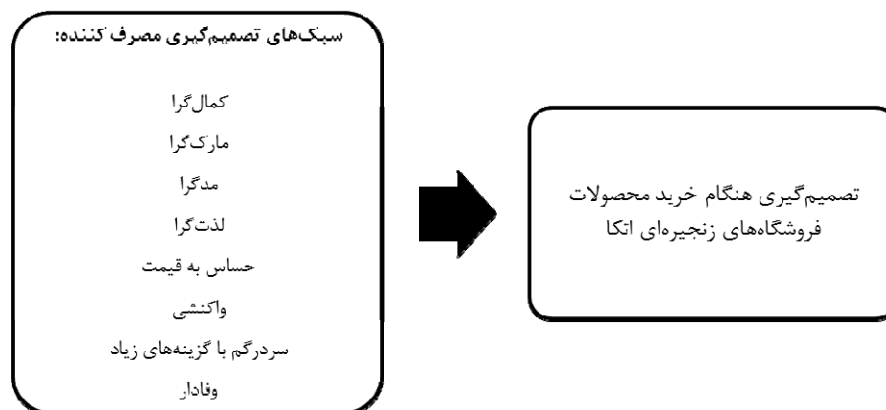 سبک‌های تصمیم‌گیری مصرف کننده:
کمال‌گرا
مارک‌گرا
مدگرا
لذت‌گرا
حساس به قیمت
واکنشی
سردرگم با گزینه‌های زیاد
وفادار
تصمیم‌گیری هنگام خرید محصولات
فروشگاه‌های زنجیره‌ای اتکا